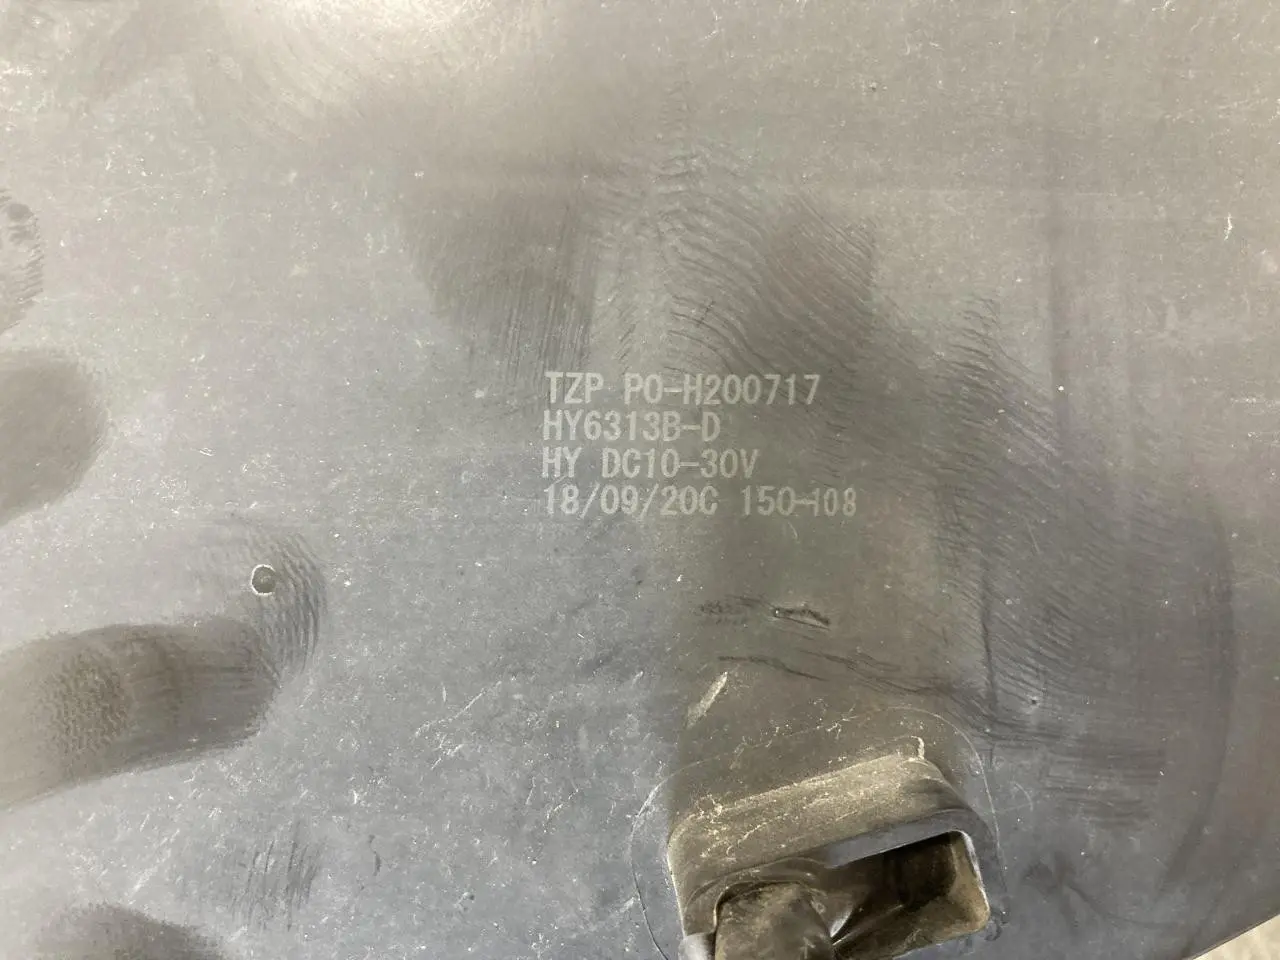 TZP PO-H200717
HY6313B-D
HY DC10-30V
18/09/20C 150-108